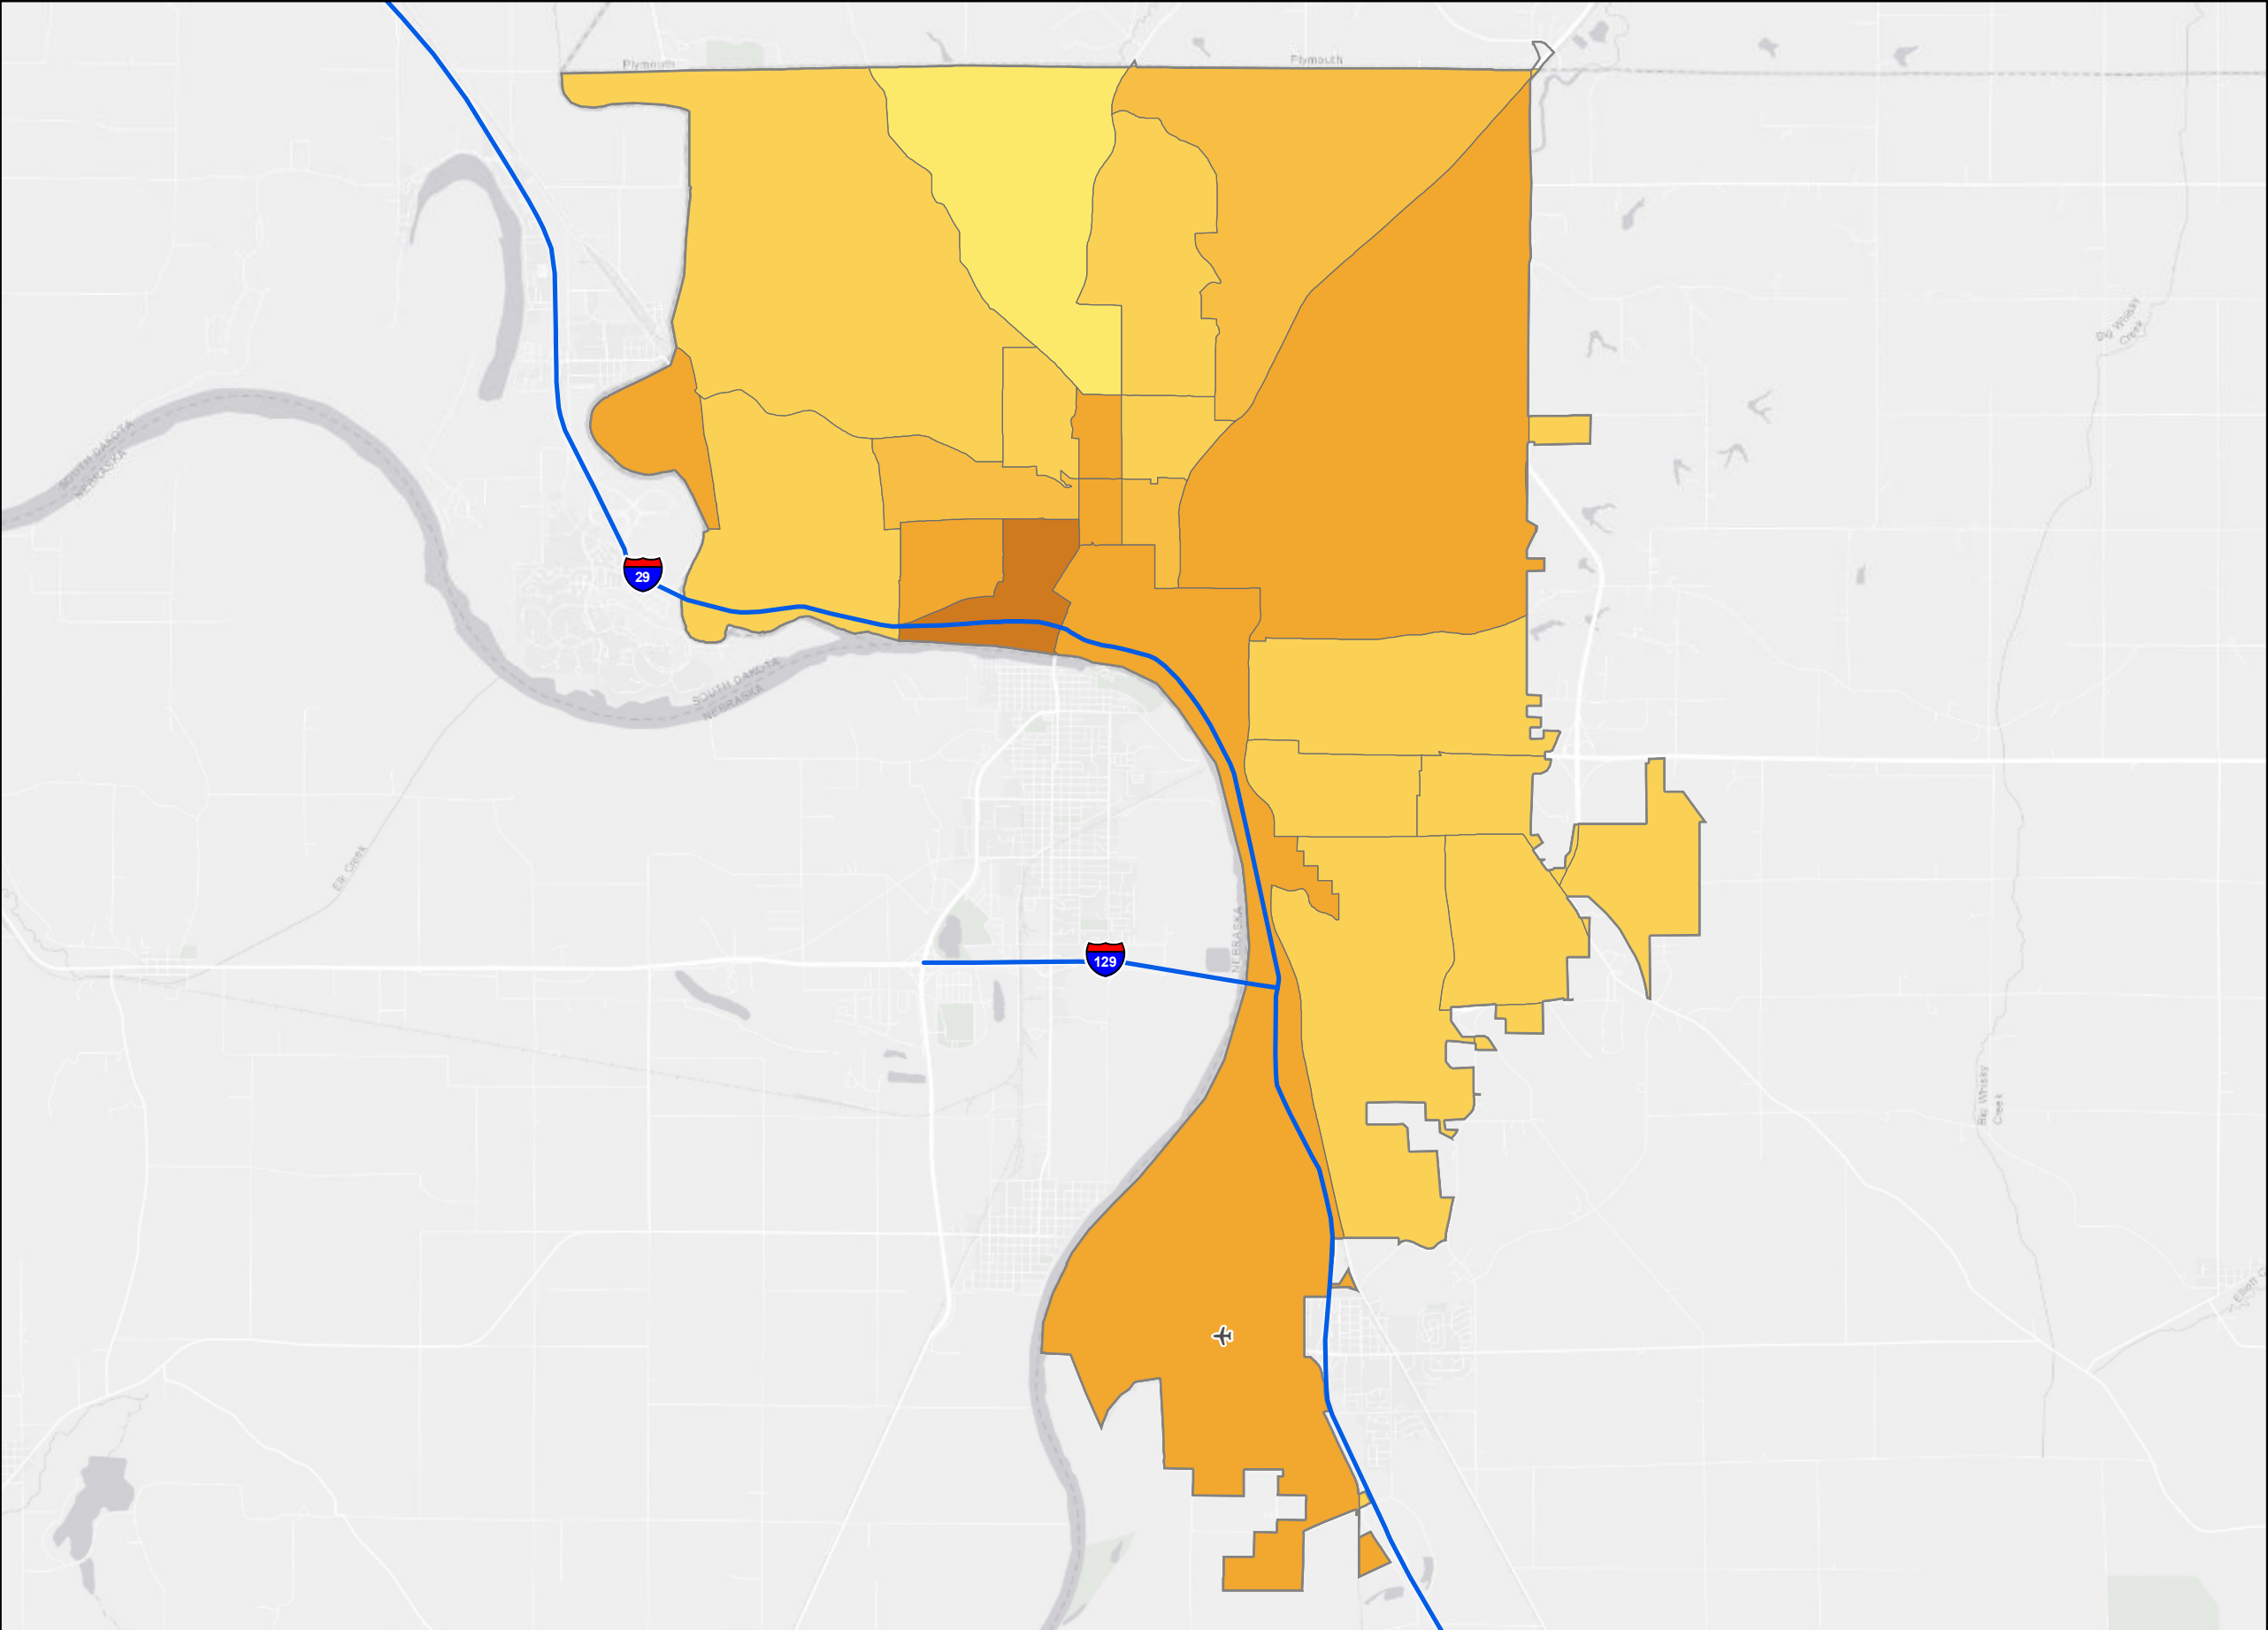 Plymouth
Plymouth
Big Whisky
Creek
SOUTH DAKOTA
NEBRASKA
29
SOUTH DAKOTA
NEBRASKA
Elk Creek
NEBRASKA
129
Big Whisky
Creek
Elliott C